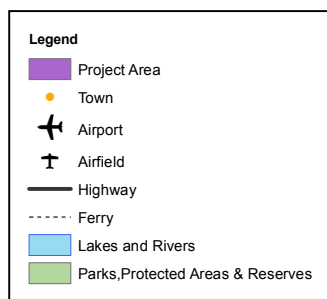 Legend
Project Area
Town
Airport
Airfield
Highway
Ferry
Lakes and Rivers
Parks,Protected Areas & Reserves